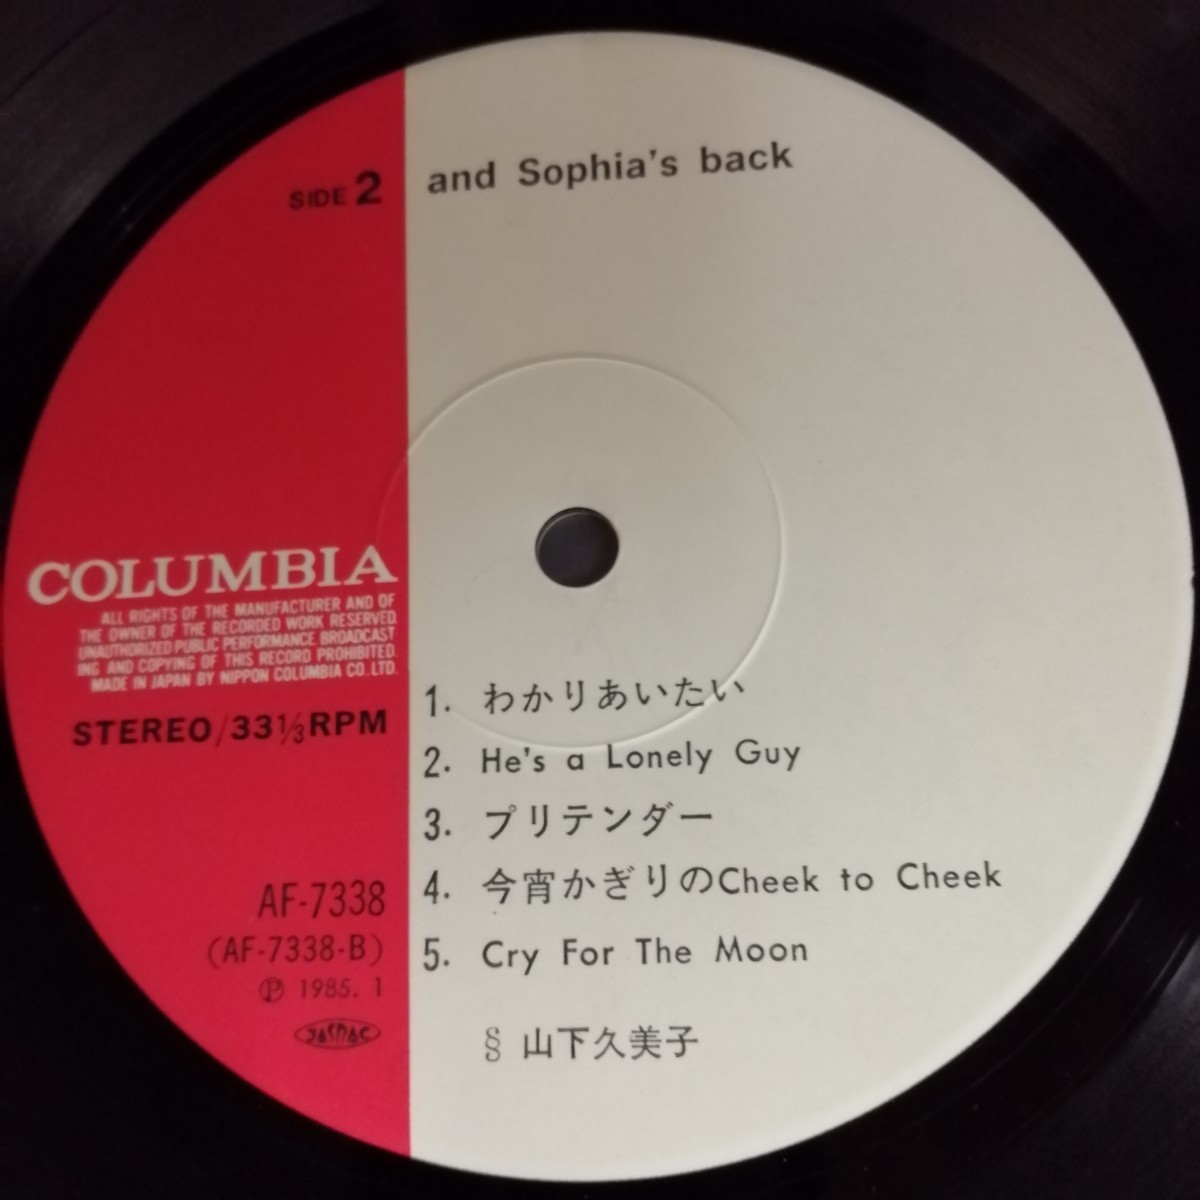 SIDE 2
and Sophia's back
COLUMBIA
ALL RIGHTS OF THE MANUFACTURER AND OF
THE OWNER OF THE RECORDED WORK RESERVED.
UNAUTHORIZED PUBLIC PERFORMANCE BROADCAST
ING AND COPYING OF THIS RECORD PROHIBITED.
MADE IN JAPAN BY NIPPON COLUMBIA CO.LTD.
STEREO/33⅓RPM
AF-7338
(AF-7338-B)
Ⓟ 1985. 1
JASRAC
1. わかりあいたい
2. He's a Lonely Guy
3. プリテンダー
4. 今宵かぎりのCheek to Cheek
5. Cry For The Moon
§ 山下久美子